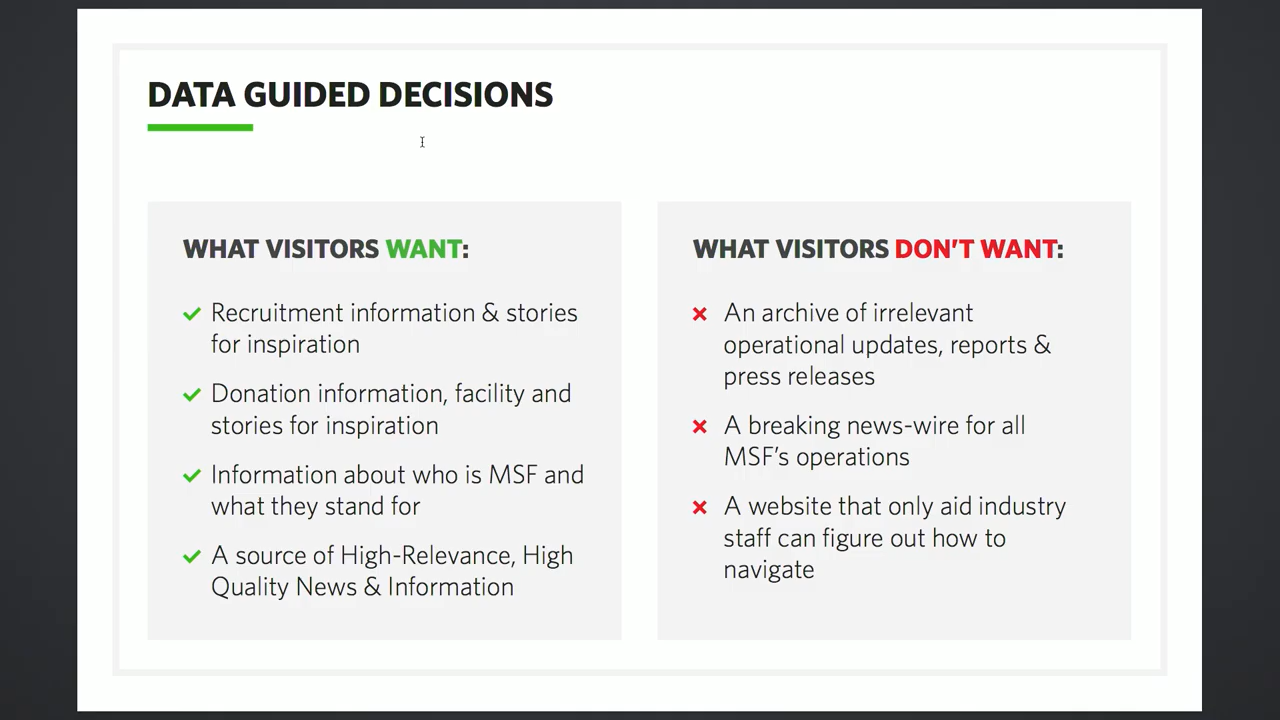 DATA GUIDED DECISIONS
WHAT VISITORS WANT:
Recruitment information & stories
for inspiration
Donation information, facility and
stories for inspiration
Information about who is MSF and
what they stand for
A source of High-Relevance, High
Quality News & Information
WHAT VISITORS DON'T WANT:
An archive of irrelevant
operational updates, reports &
press releases
A breaking news-wire for all
MSF's operations
A website that only aid industry
staff can figure out how to
navigate